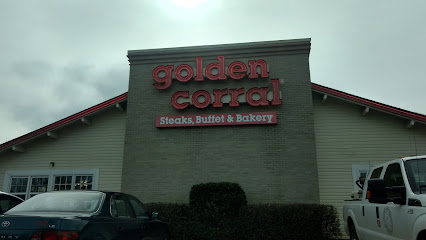 golden
corral
Steaks, Buffet & Bakery